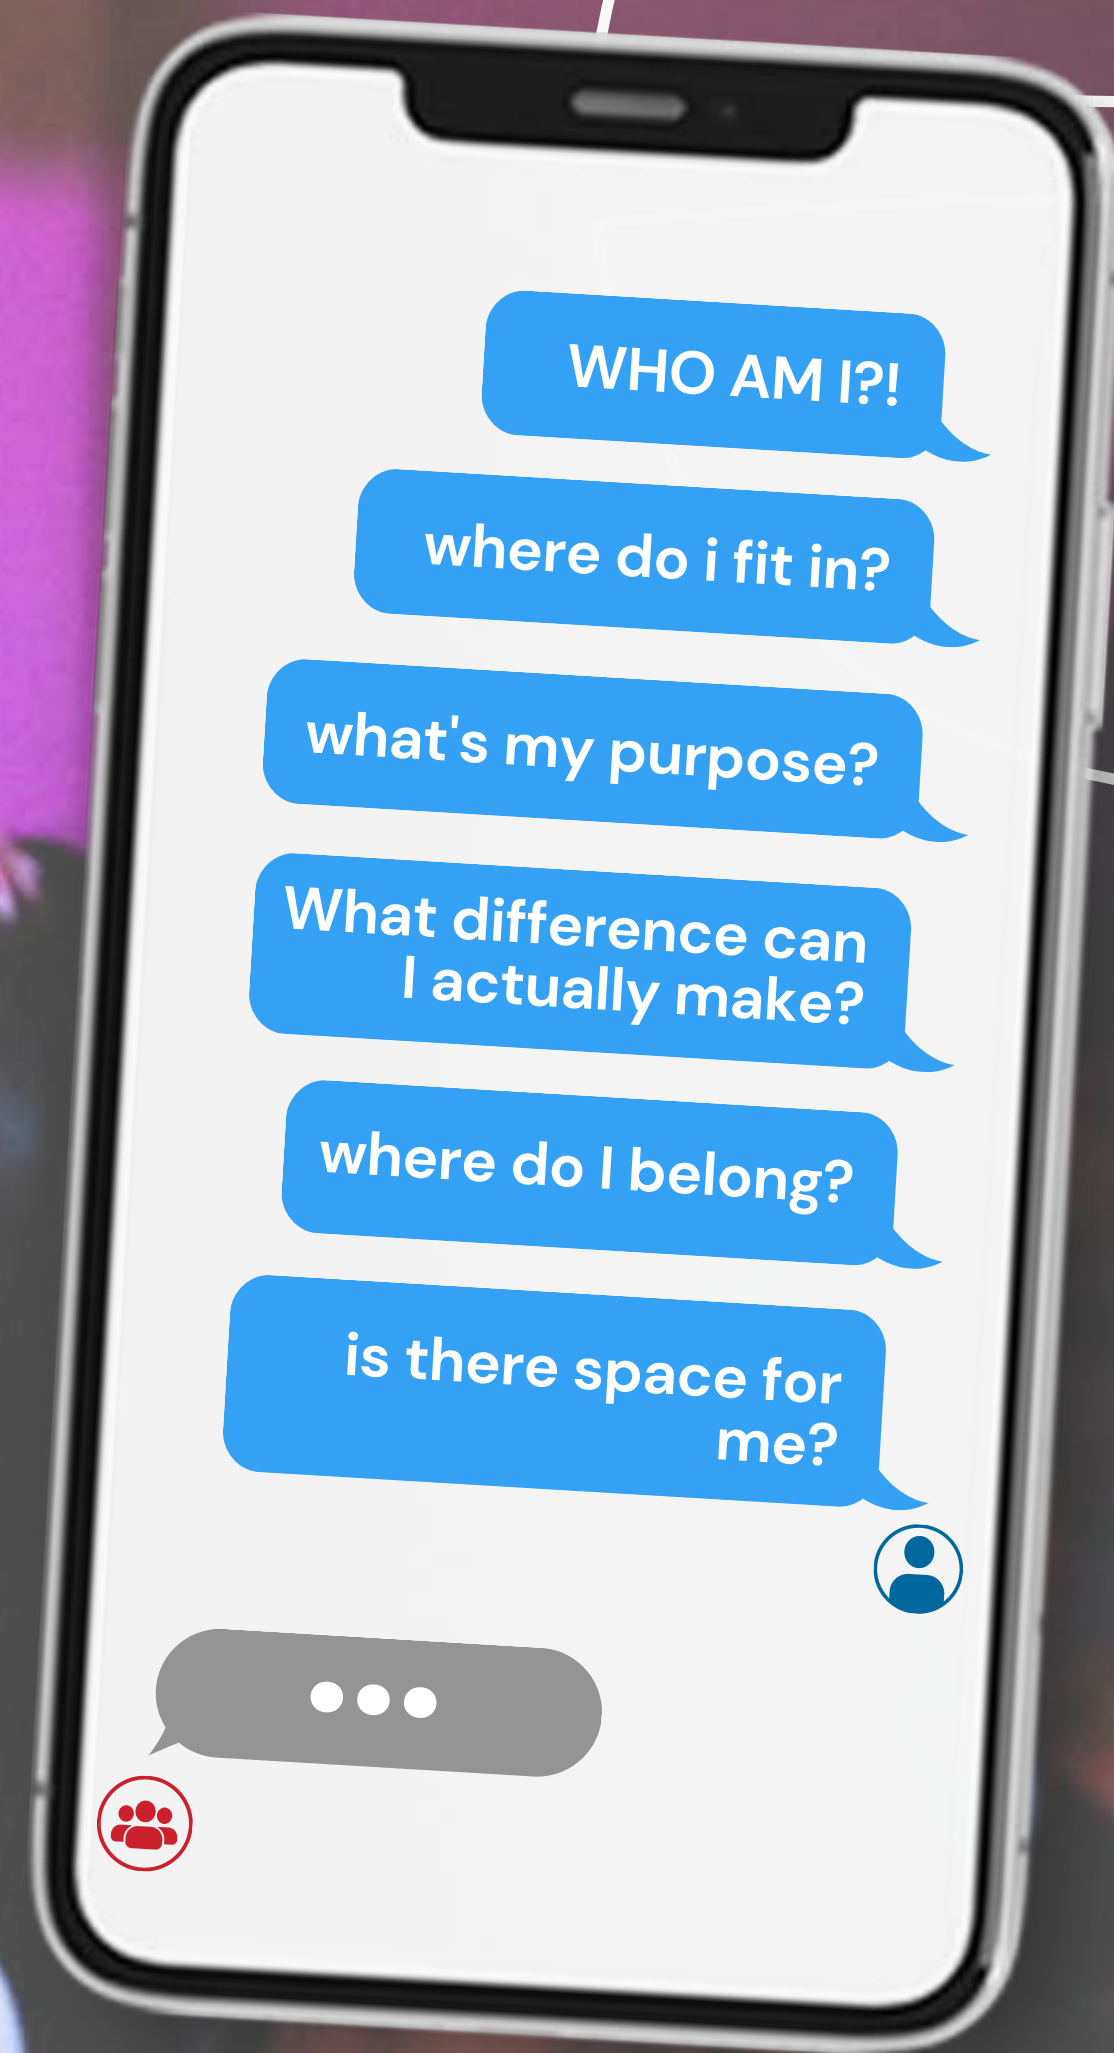 WHO AM I?!
where do i fit in?
what's my purpose?
What difference can
I actually make?
where do I belong?
is there space for
me?